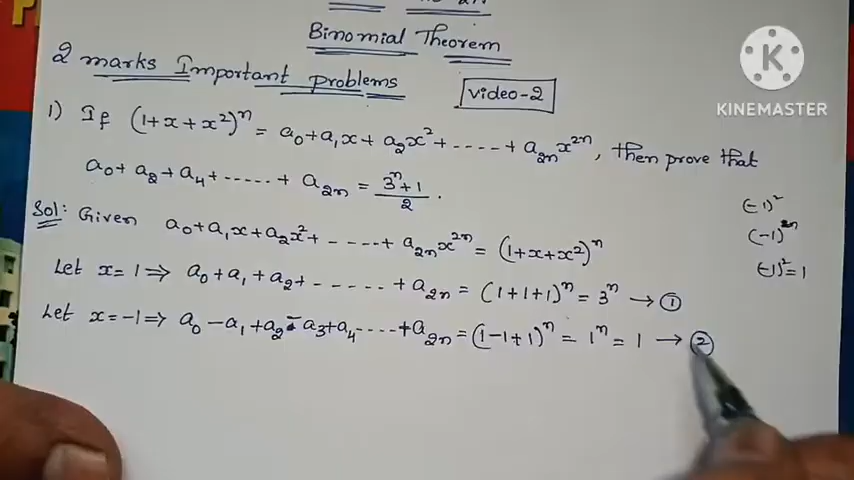 Binomial Theorem
2 marks Important problems
video-2
K
KINEMASTER
1) If (1+x+x²)ⁿ = a₀+a₁x+a₂x²+-----+a₂ₙx²ⁿ, then prove that
a₀+a₂+a₄+.....+a₂ₙ = (3ⁿ+1)/2.
Sol: Given a₀+a₁x+a₂x²+-----+a₂ₙx²ⁿ = (1+x+x²)ⁿ
Let x=1 ⇒ a₀+a₁+a₂+------+a₂ₙ = (1+1+1)ⁿ = 3ⁿ → ①
Let x=-1 ⇒ a₀-a₁+a₂-a₃+a₄----+a₂ₙ = (1-1+1)ⁿ = 1ⁿ = 1 → ②
(-1)²
(-1)²ⁿ
(-1)²=1